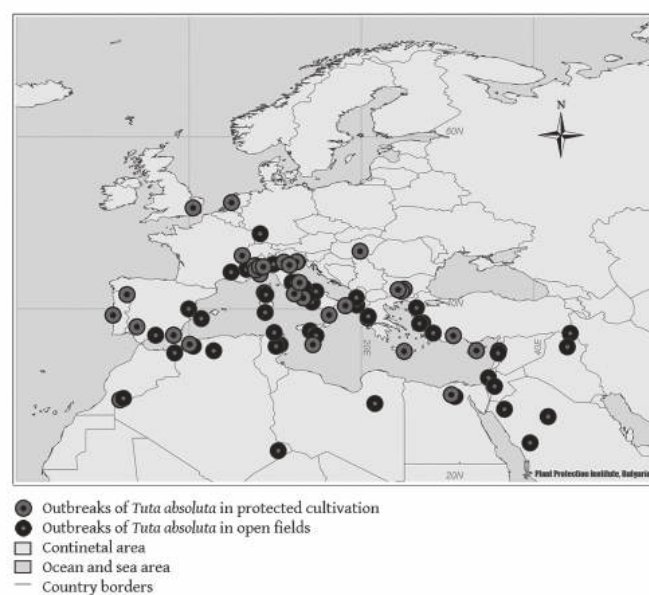 N
60N
40N
20E
40E
20N
Plant Protection Institute, Bulgaria
Outbreaks of Tuta absoluta in protected cultivation
Outbreaks of Tuta absoluta in open fields
Continetal area
Ocean and sea area
Country borders